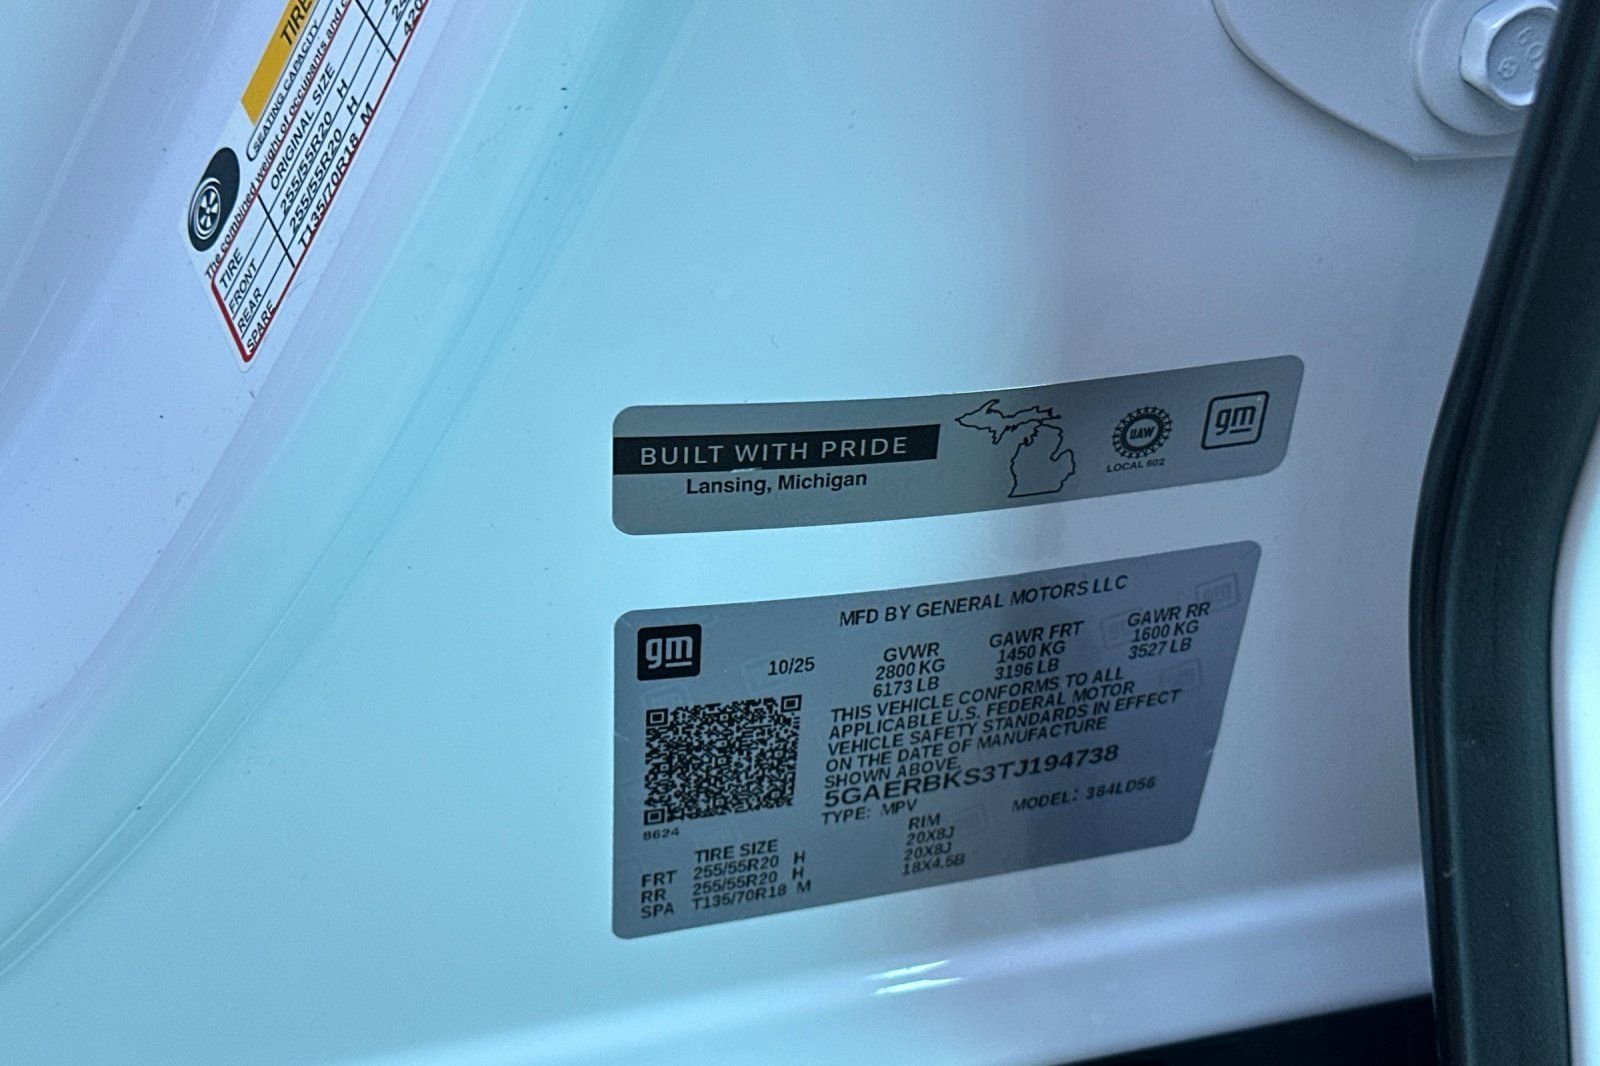 TIRE
SEATING CAPACITY
The combined weight of occupants and
TIRE ORIGINAL SIZE
FRONT 255/55R20 H
REAR 255/55R20 H
SPARE T135/70R18 M 420
BUILT WITH PRIDE
Lansing, Michigan
UAW
LOCAL 602
gm
MFD BY GENERAL MOTORS LLC
gm
10/25
GVWR GAWR FRT GAWR RR
2800 KG 1450 KG 1600 KG
6173 LB 3196 LB 3527 LB
THIS VEHICLE CONFORMS TO ALL
APPLICABLE U.S. FEDERAL MOTOR
VEHICLE SAFETY STANDARDS IN EFFECT
ON THE DATE OF MANUFACTURE
SHOWN ABOVE.
5GAERBKS3TJ194738
TYPE: MPV MODEL: 384LD56
8624
TIRE SIZE RIM
FRT 255/55R20 H 20X8J
RR 255/55R20 H 20X8J
SPA T135/70R18 M 18X4.5B